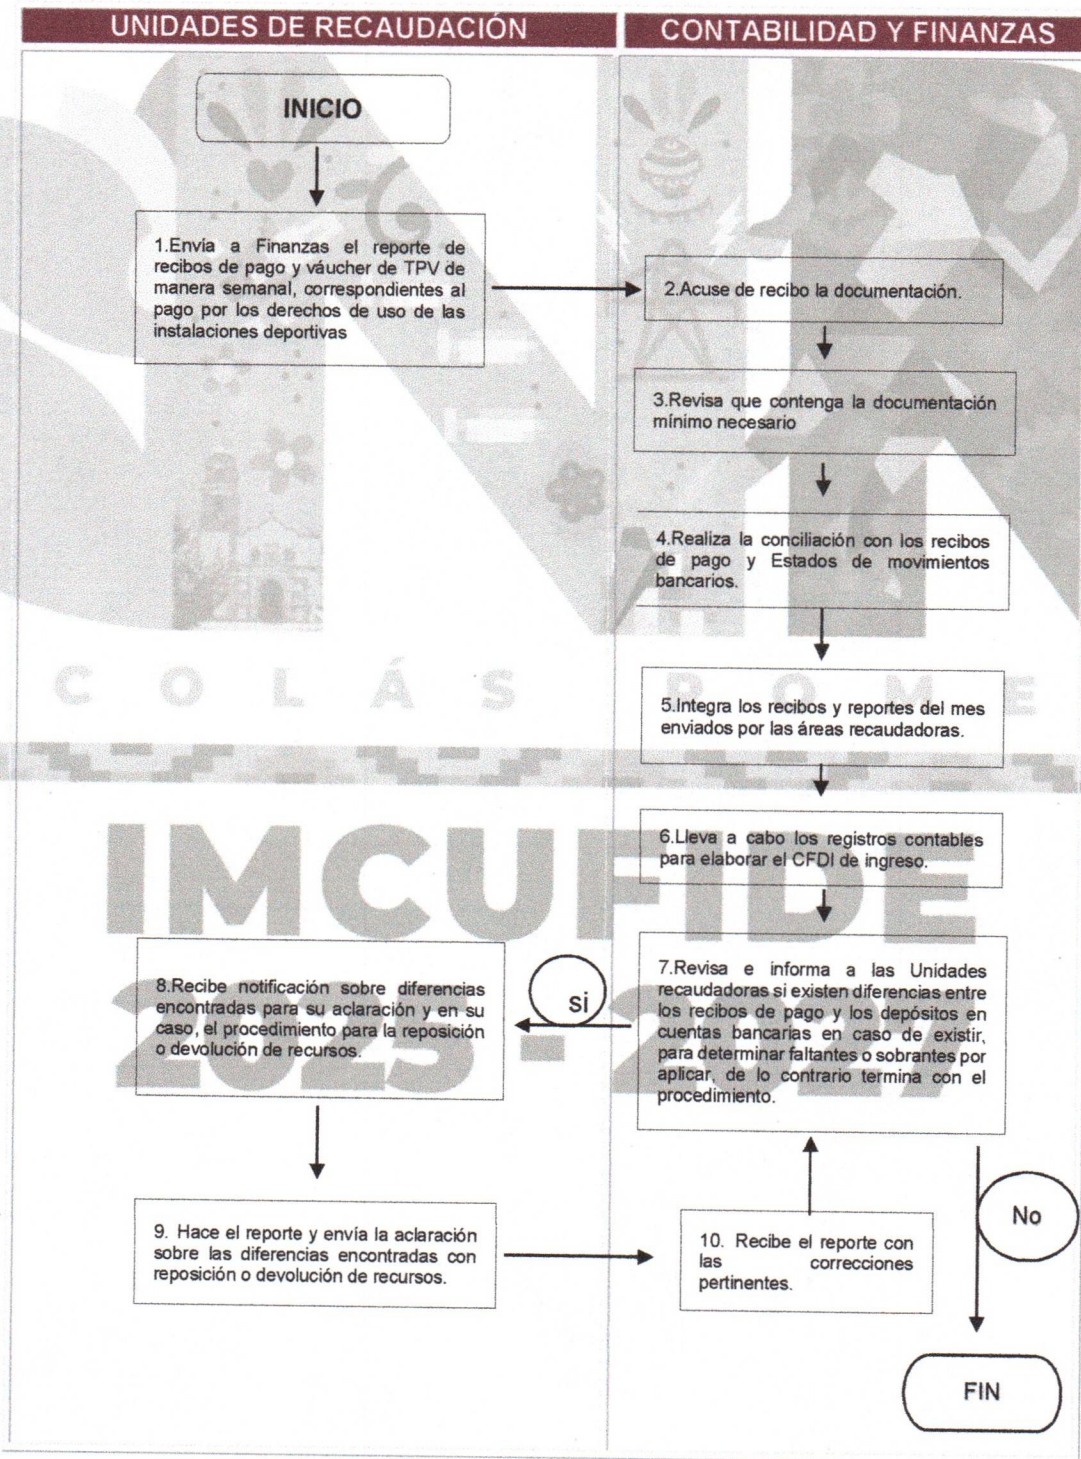 UNIDADES DE RECAUDACIÓN
CONTABILIDAD Y FINANZAS
INICIO
1.Envía a Finanzas el reporte de
recibos de pago y váucher de TPV de
manera semanal, correspondientes al
pago por los derechos de uso de las
instalaciones deportivas
2.Acuse de recibo la documentación.
3.Revisa que contenga la documentación
mínimo necesario
4.Realiza la conciliación con los recibos
de pago y Estados de movimientos
bancarios.
COLÁS ROME
5.Integra los recibos y reportes del mes
enviados por las áreas recaudadoras.
6.Lleva a cabo los registros contables
para elaborar el CFDI de ingreso.
IMCUFIDE
2025 - 2027
7.Revisa e informa a las Unidades
recaudadoras si existen diferencias entre
los recibos de pago y los depósitos en
cuentas bancarias en caso de existir,
para determinar faltantes o sobrantes por
aplicar, de lo contrario termina con el
procedimiento.
si
8.Recibe notificación sobre diferencias
encontradas para su aclaración y en su
caso, el procedimiento para la reposición
o devolución de recursos.
9. Hace el reporte y envía la aclaración
sobre las diferencias encontradas con
reposición o devolución de recursos.
10. Recibe el reporte con
las correcciones
pertinentes.
No
FIN